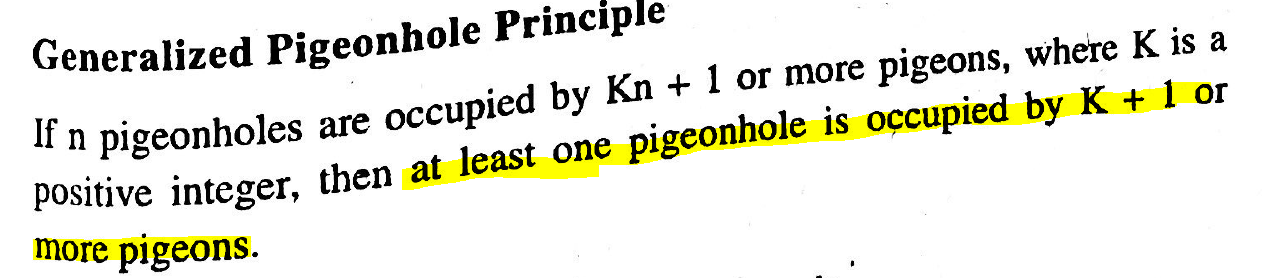 Generalized Pigeonhole Principle
If n pigeonholes are occupied by Kn + 1 or more pigeons, where K is a
positive integer, then at least one pigeonhole is occupied by K + 1 or
more pigeons.